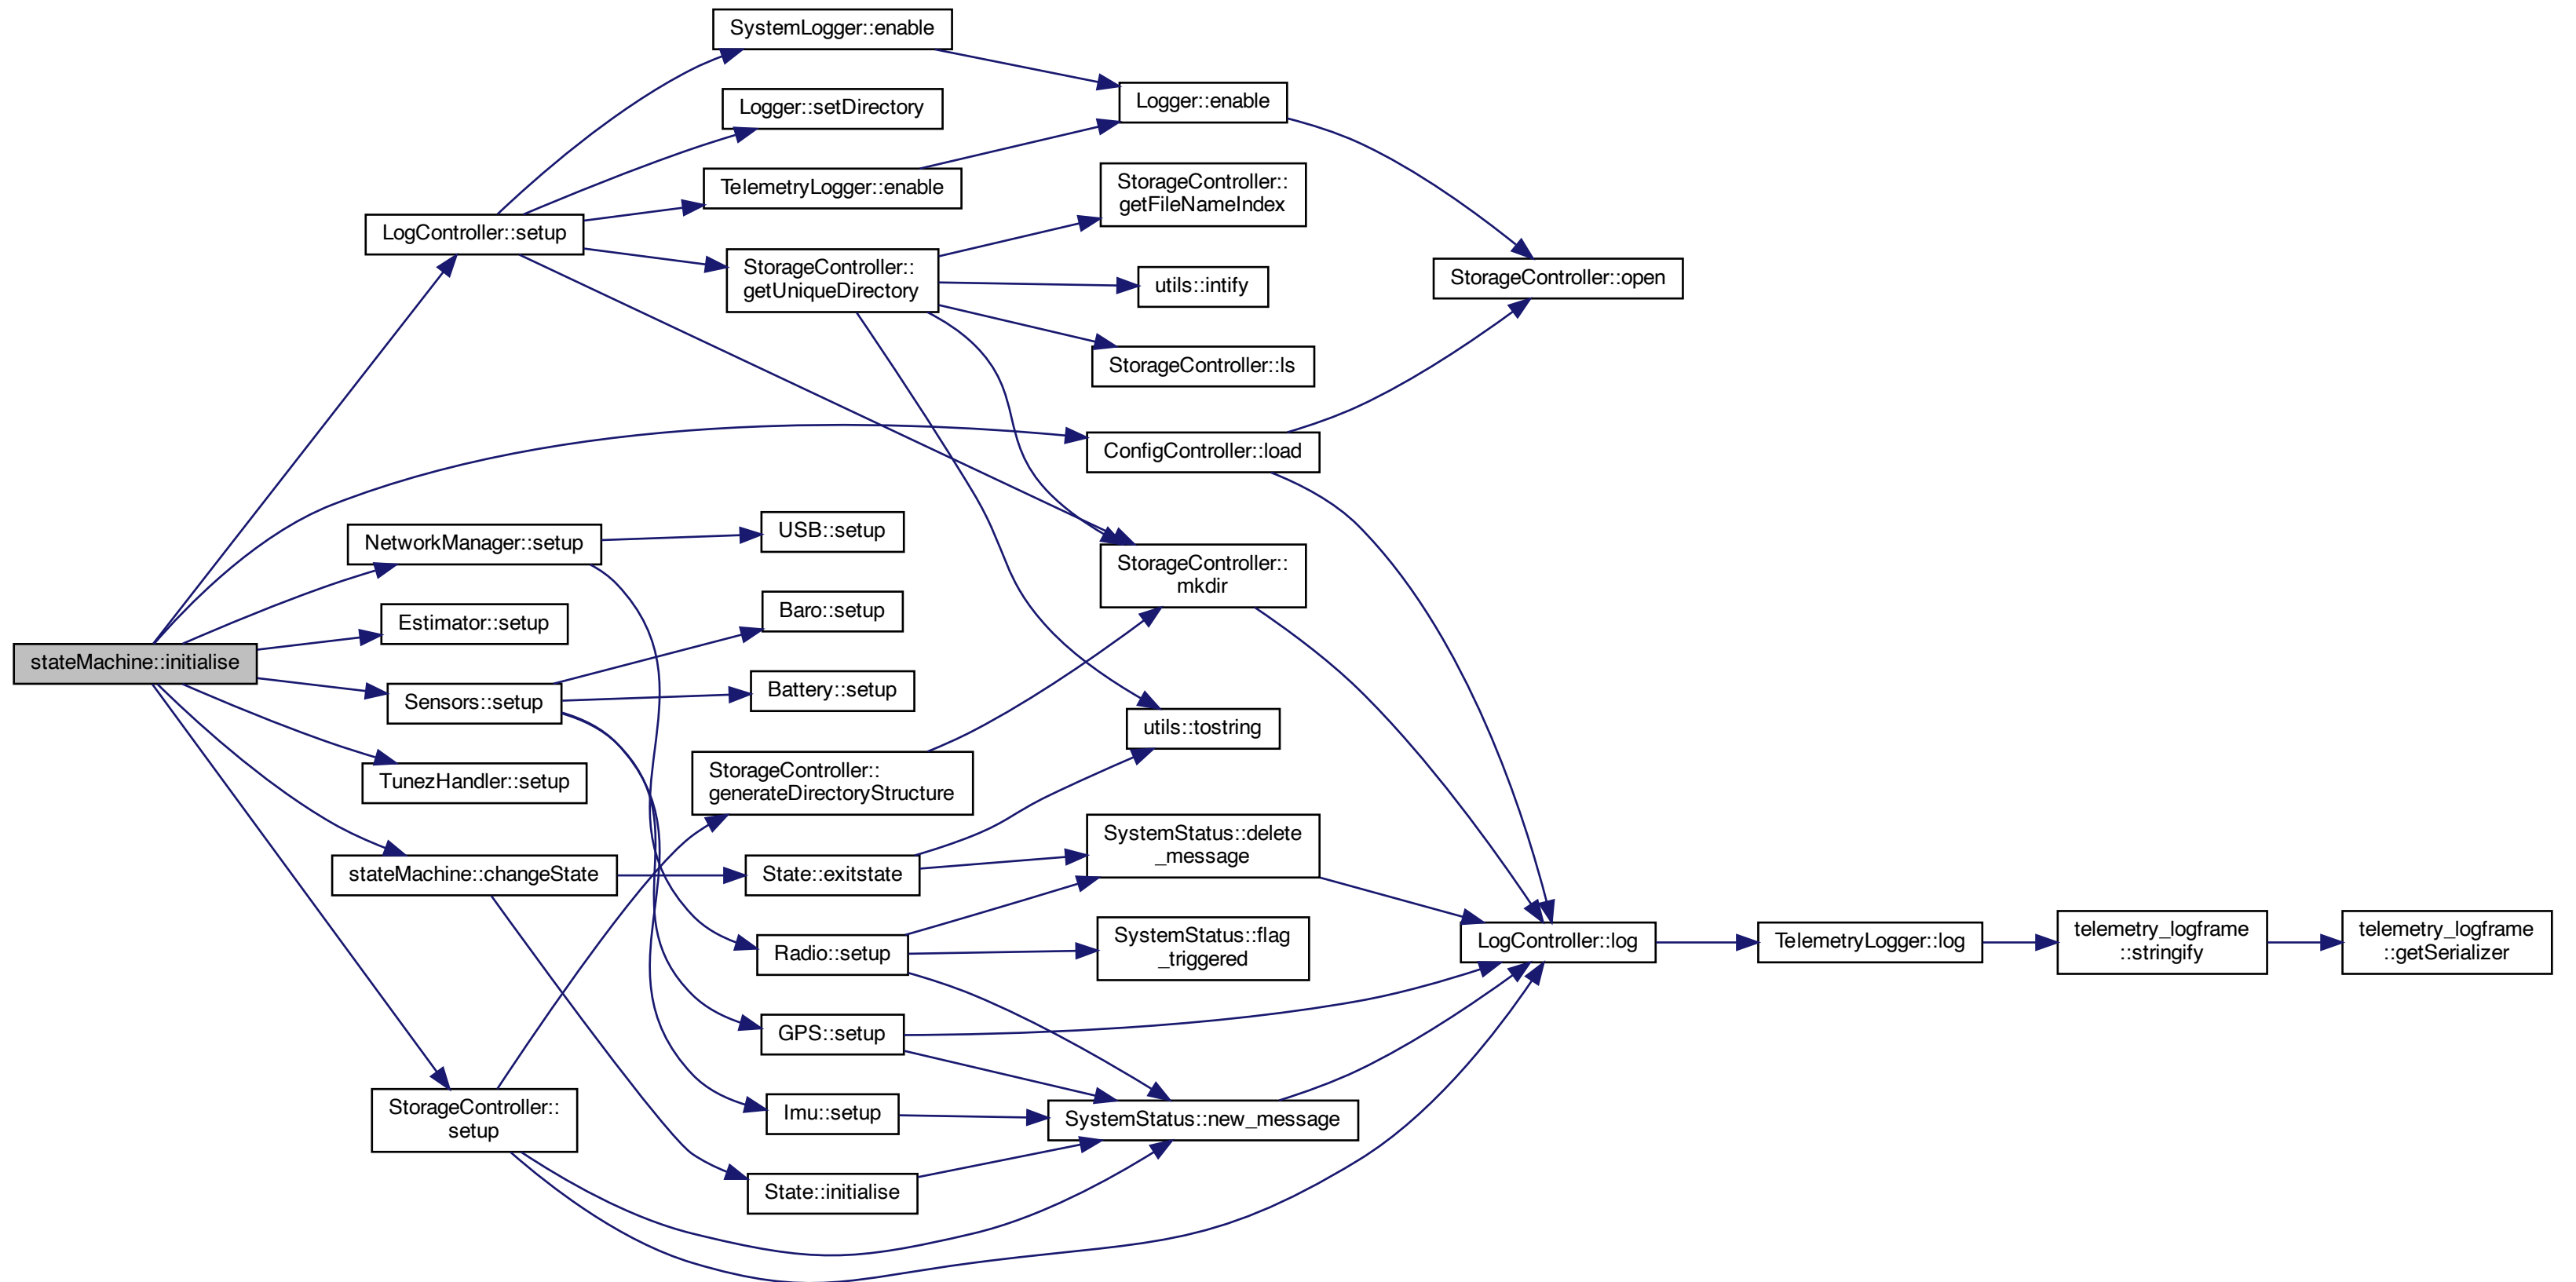 SystemLogger::enable
Logger::enable
Logger::setDirectory
TelemetryLogger::enable
StorageController::
getFileNameIndex
LogController::setup
StorageController::
getUniqueDirectory
utils::intify
StorageController::open
StorageController::ls
ConfigController::load
NetworkManager::setup
USB::setup
StorageController::
mkdir
Estimator::setup
Baro::setup
stateMachine::initialise
Sensors::setup
Battery::setup
utils::tostring
TunezHandler::setup
StorageController::
generateDirectoryStructure
stateMachine::changeState
State::exitstate
SystemStatus::delete
_message
Radio::setup
SystemStatus::flag
_triggered
LogController::log
TelemetryLogger::log
telemetry_logframe
::stringify
telemetry_logframe
::getSerializer
GPS::setup
StorageController::
setup
Imu::setup
SystemStatus::new_message
State::initialise